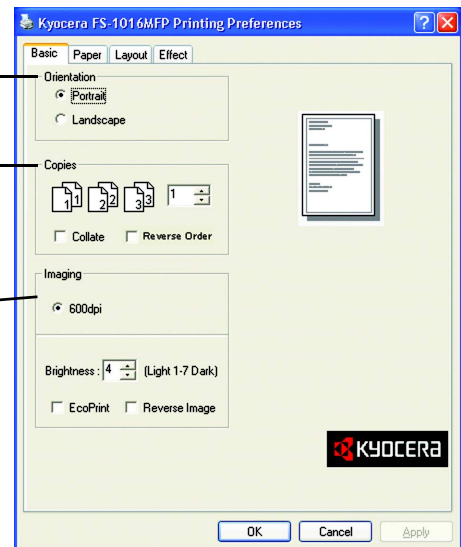 Kyocera FS-1016MFP Printing Preferences
Basic Paper Layout Effect
Orientation
Portrait
Landscape
Copies
1 1 2 2 3 3 1
Collate Reverse Order
Imaging
600dpi
Brightness : 4 (Light 1-7 Dark)
EcoPrint Reverse Image
KYOCERA
OK Cancel Apply